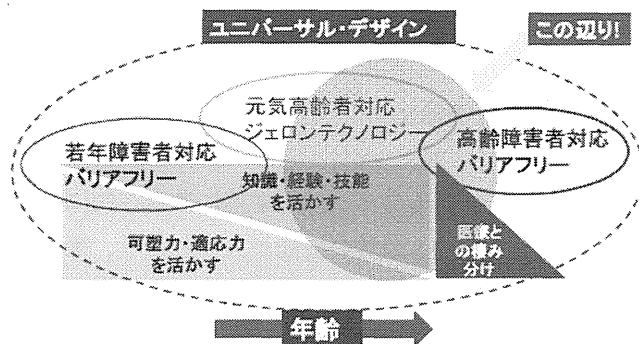 ユニバーサル・デザイン
この辺り!
元気高齢者対応
ジェロンテクノロジー
若年障害者対応
バリアフリー
高齢障害者対応
バリアフリー
知識・経験・技能
を活かす
可塑力・適応力
を活かす
医療と
の棲み
分け
年齢